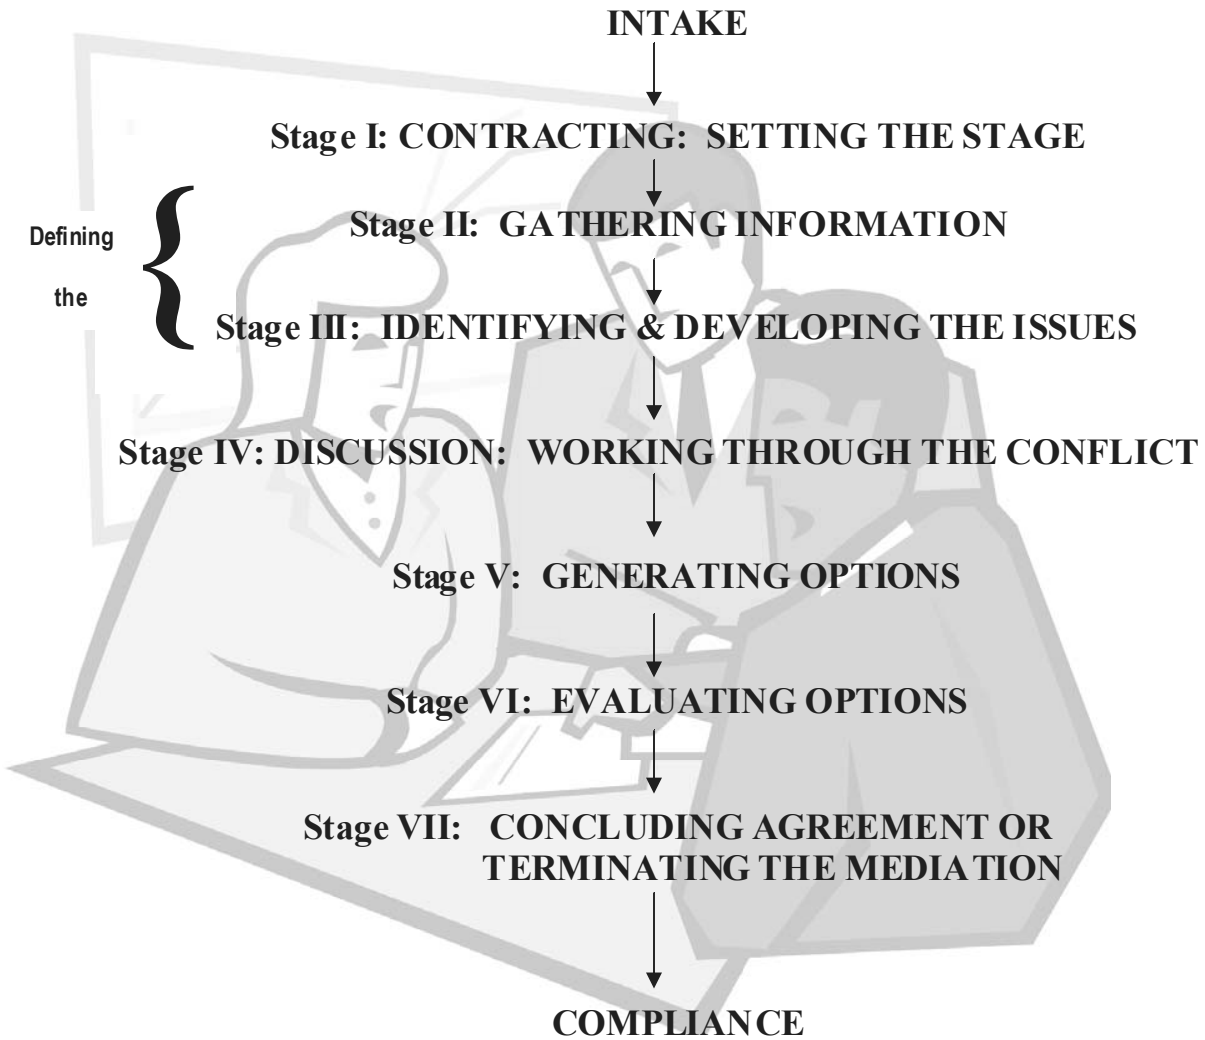 INTAKE
Stage I: CONTRACTING: SETTING THE STAGE
Defining
the
{
Stage II: GATHERING INFORMATION
Stage III: IDENTIFYING & DEVELOPING THE ISSUES
Stage IV: DISCUSSION: WORKING THROUGH THE CONFLICT
Stage V: GENERATING OPTIONS
Stage VI: EVALUATING OPTIONS
Stage VII: CONCLUDING AGREEMENT OR
TERMINATING THE MEDIATION
COMPLIANCE